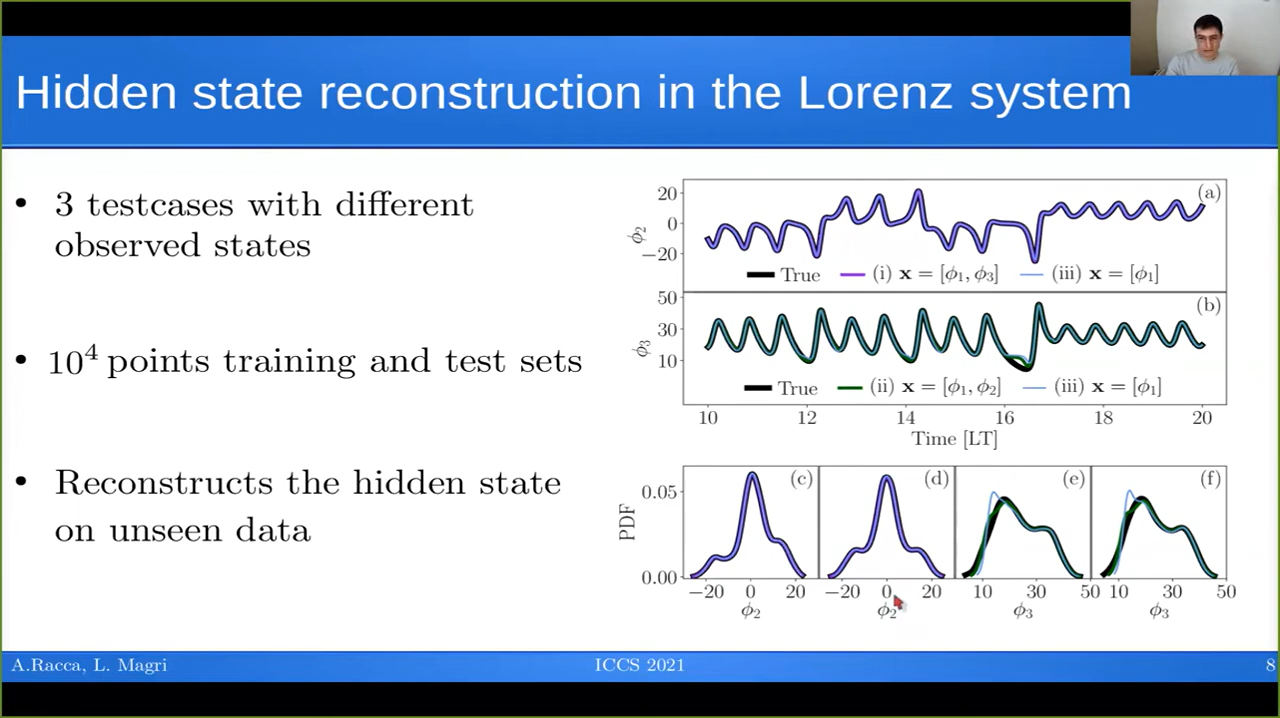 Hidden state reconstruction in the Lorenz system
• 3 testcases with different
observed states
• 10⁴ points training and test sets
• Reconstructs the hidden state
on unseen data
(a)
20
0
−20
ϕ₂
True (i) x = [ϕ₁, ϕ₃] (iii) x = [ϕ₁]
(b)
50
30
10
ϕ₃
True (ii) x = [ϕ₁, ϕ₂] (iii) x = [ϕ₁]
10 12 14 16 18 20
Time [LT]
(c) (d) (e) (f)
0.05
0.00
PDF
−20 0 20 −20 0 20 10 30 50 10 30 50
ϕ₂ ϕ₂ ϕ₃ ϕ₃
A.Racca, L. Magri ICCS 2021 8